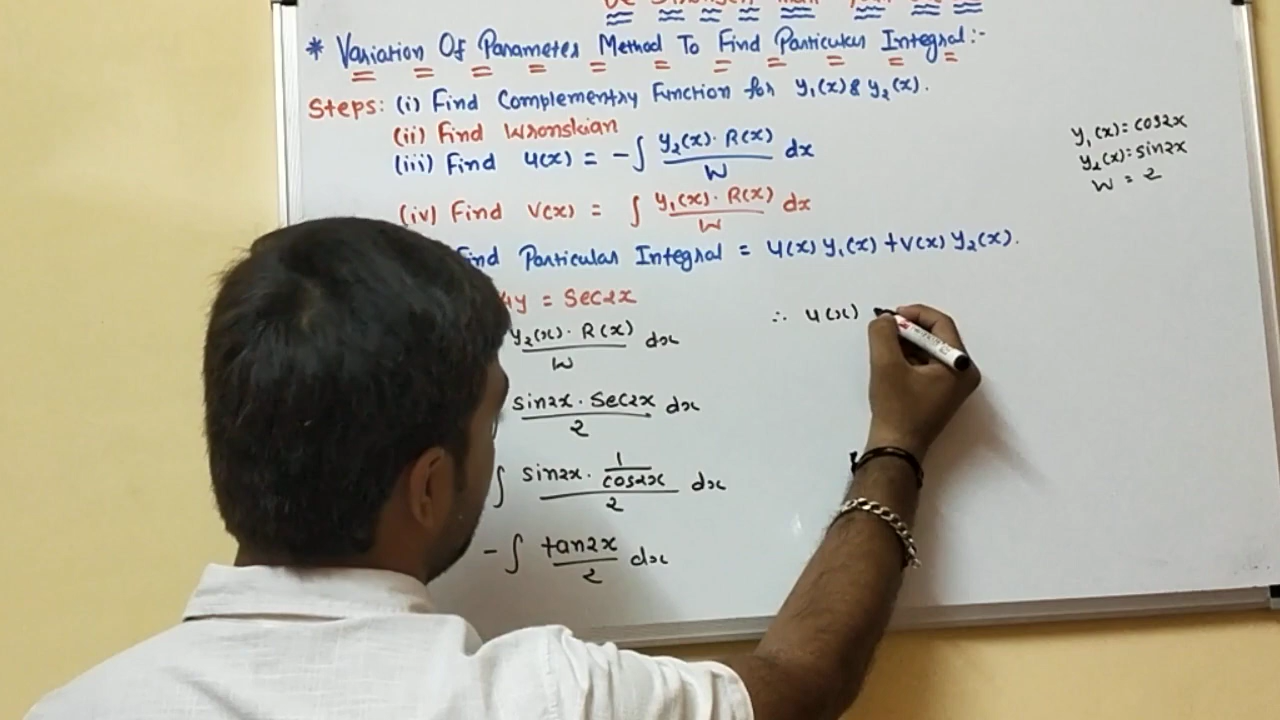 * Variation Of Parameter Method To Find Particular Integral:-
Steps: (i) Find Complementry Function for y₁(x) & y₂(x).
(ii) Find Wronskian
(iii) Find u(x) = -∫ y₂(x)· R(x) / W dx
(iv) Find v(x) = ∫ y₁(x)· R(x) / W dx
Find Particular Integral = u(x) y₁(x) + v(x) y₂(x).
y₁(x) = cos2x
y₂(x) = sin2x
W = 2
4y = Sec2x
y₂(x)· R(x) / W dx
sin2x · sec2x / 2 dx
∫ sin2x · 1/cos2x / 2 dx
-∫ tan2x / 2 dx
∴ u(x)